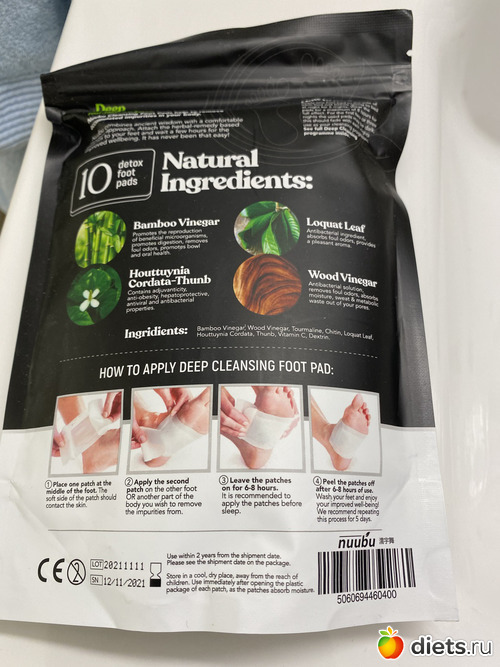 Deep
10 detox
foot
pads
Natural
Ingredients:
Bamboo Vinegar
Promotes the reproduction
of beneficial microorganisms,
promotes digestion, removes
foul odors, promotes bowl
and oral health.
Loquat Leaf
Antibacterial ingredient,
absorbs foul odors, provides
a pleasant aroma.
Houttuynia
Cordata-Thunb
Contains adjuvanticity,
anti-obesity, hepatoprotective,
antiviral and antibacterial
properties.
Wood Vinegar
Antibacterial solution,
removes foul odors, absorbs
moisture, sweat & metabolic
waste out of your pores.
Ingridients:
Bamboo Vinegar, Wood Vinegar, Tourmaline, Chitin, Loquat Leaf,
Houttuynia Cordata, Thunb, Vitamin C, Dextrin.
HOW TO APPLY DEEP CLEANSING FOOT PAD:
1 Place one patch at the
middle of the foot. The
soft side of the patch should
contact the skin.
2 Apply the second
patch on the other foot
OR another part of the
body you wish to remove
the impurities from.
3 Leave the patches
on for 6-8 hours.
It is recommended to
apply the patches before
sleep.
4 Peel the patches off
after 6-8 hours of use.
Wash your feet and enjoy
your improved well-being!
We recommend repeating
this process for 5 days.
nuubu
CE
LOT 20211111
SN 12/11/2021
Use within 2 years from the shipment date.
Please see the shipment date on the package.
Store in a cool, dry place, away from the reach of
children. Use immediately after opening the plastic
package of each patch, as the patches absorb moisture.
5060694460400
diets.ru